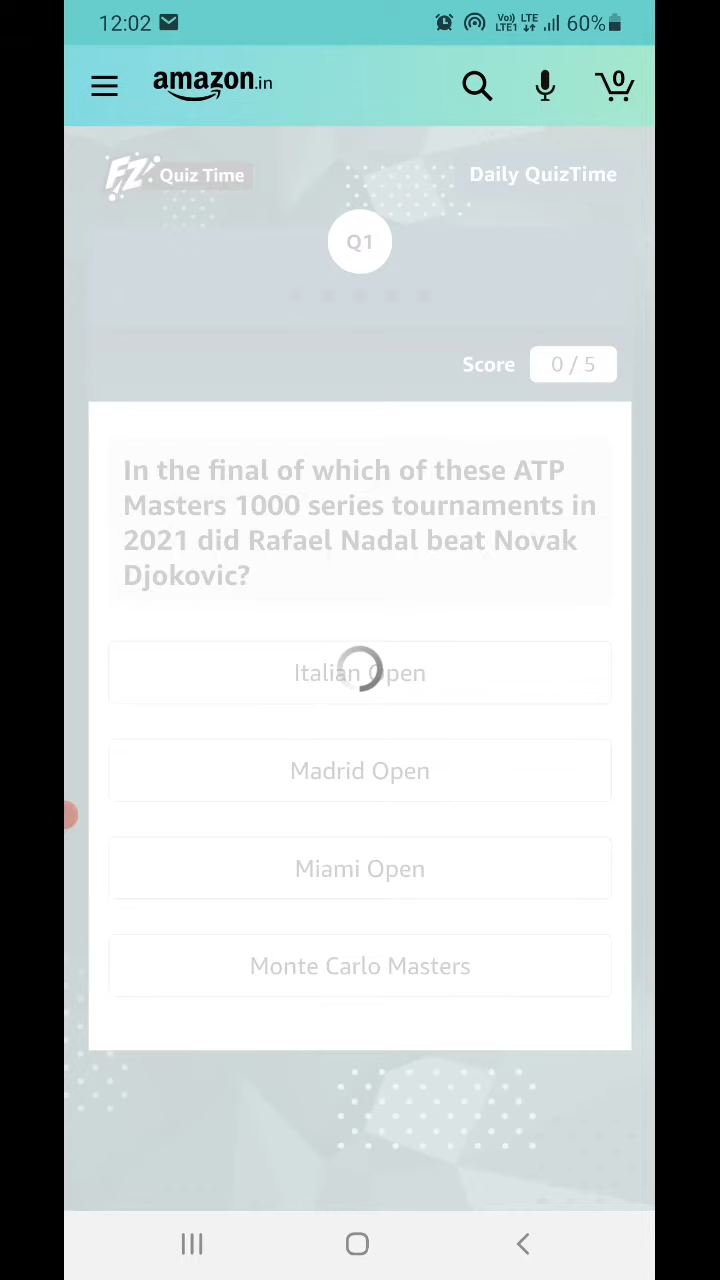 12:02 Vo)) LTE LTE1 60%
amazon.in 0
FZ Quiz Time Daily QuizTime
Q1
Score 0 / 5
In the final of which of these ATP
Masters 1000 series tournaments in
2021 did Rafael Nadal beat Novak
Djokovic?
Italian Open
Madrid Open
Miami Open
Monte Carlo Masters